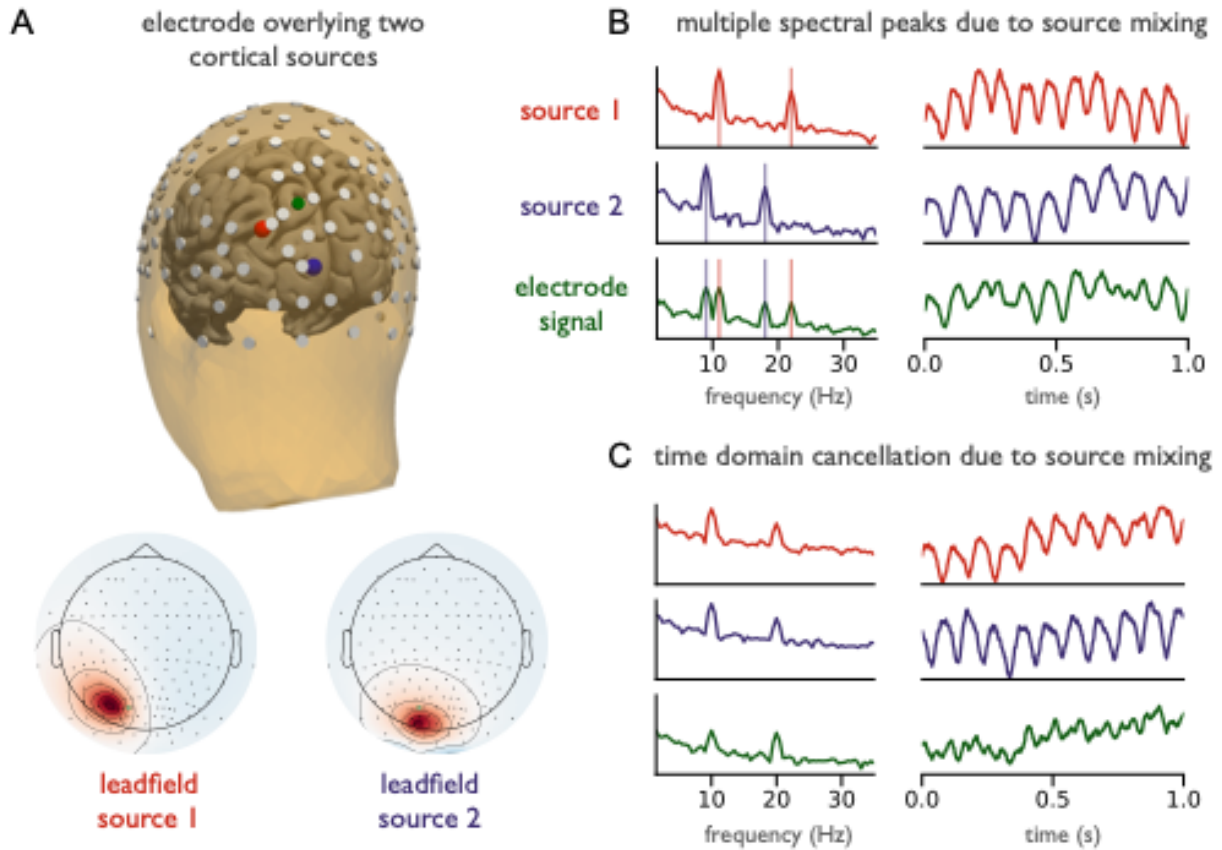 A
electrode overlying two
cortical sources
leadfield
source 1
leadfield
source 2
B
multiple spectral peaks due to source mixing
source 1
source 2
electrode
signal
10 20 30
frequency (Hz)
0.0 0.5 1.0
time (s)
C
time domain cancellation due to source mixing
10 20 30
frequency (Hz)
0.0 0.5 1.0
time (s)